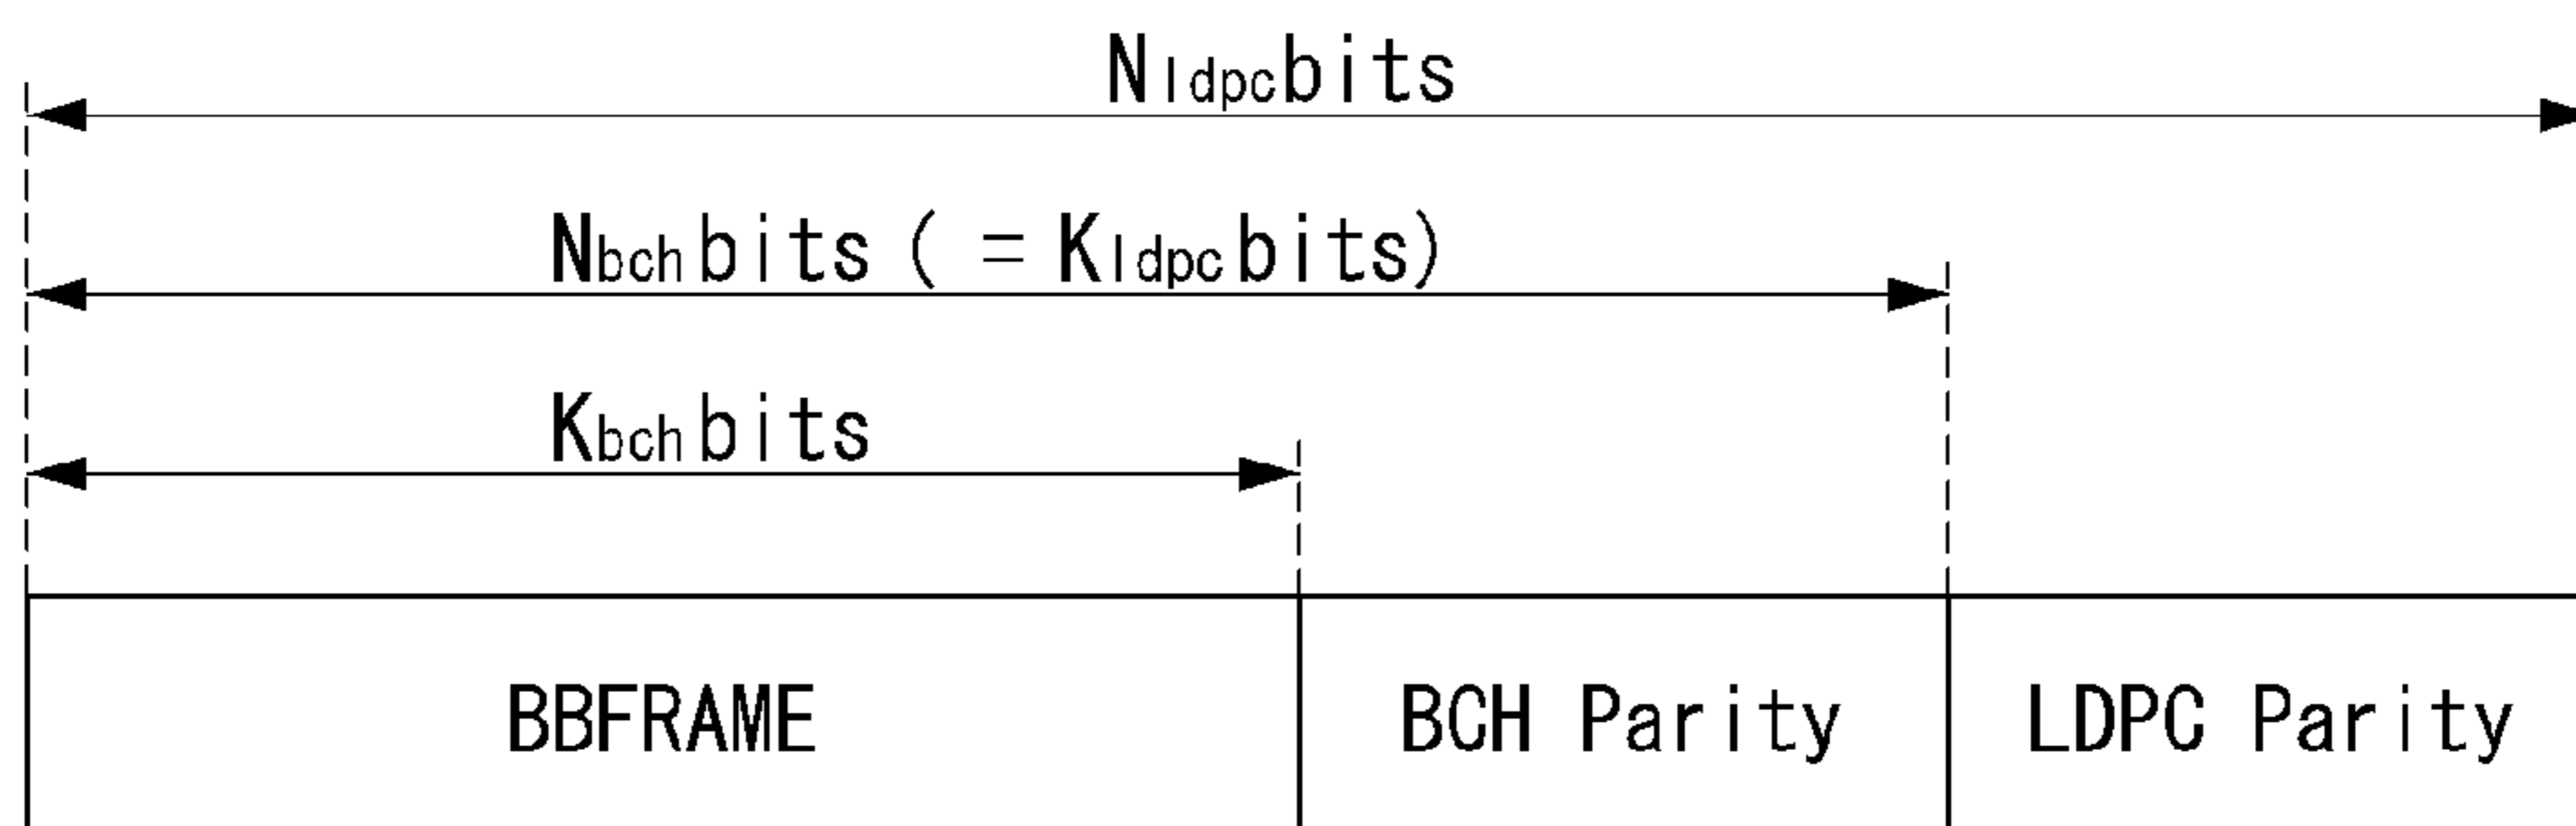 Nldpcbits
Nbchbits ( = Kldpcbits)
Kbchbits
BBFRAME BCH Parity LDPC Parity